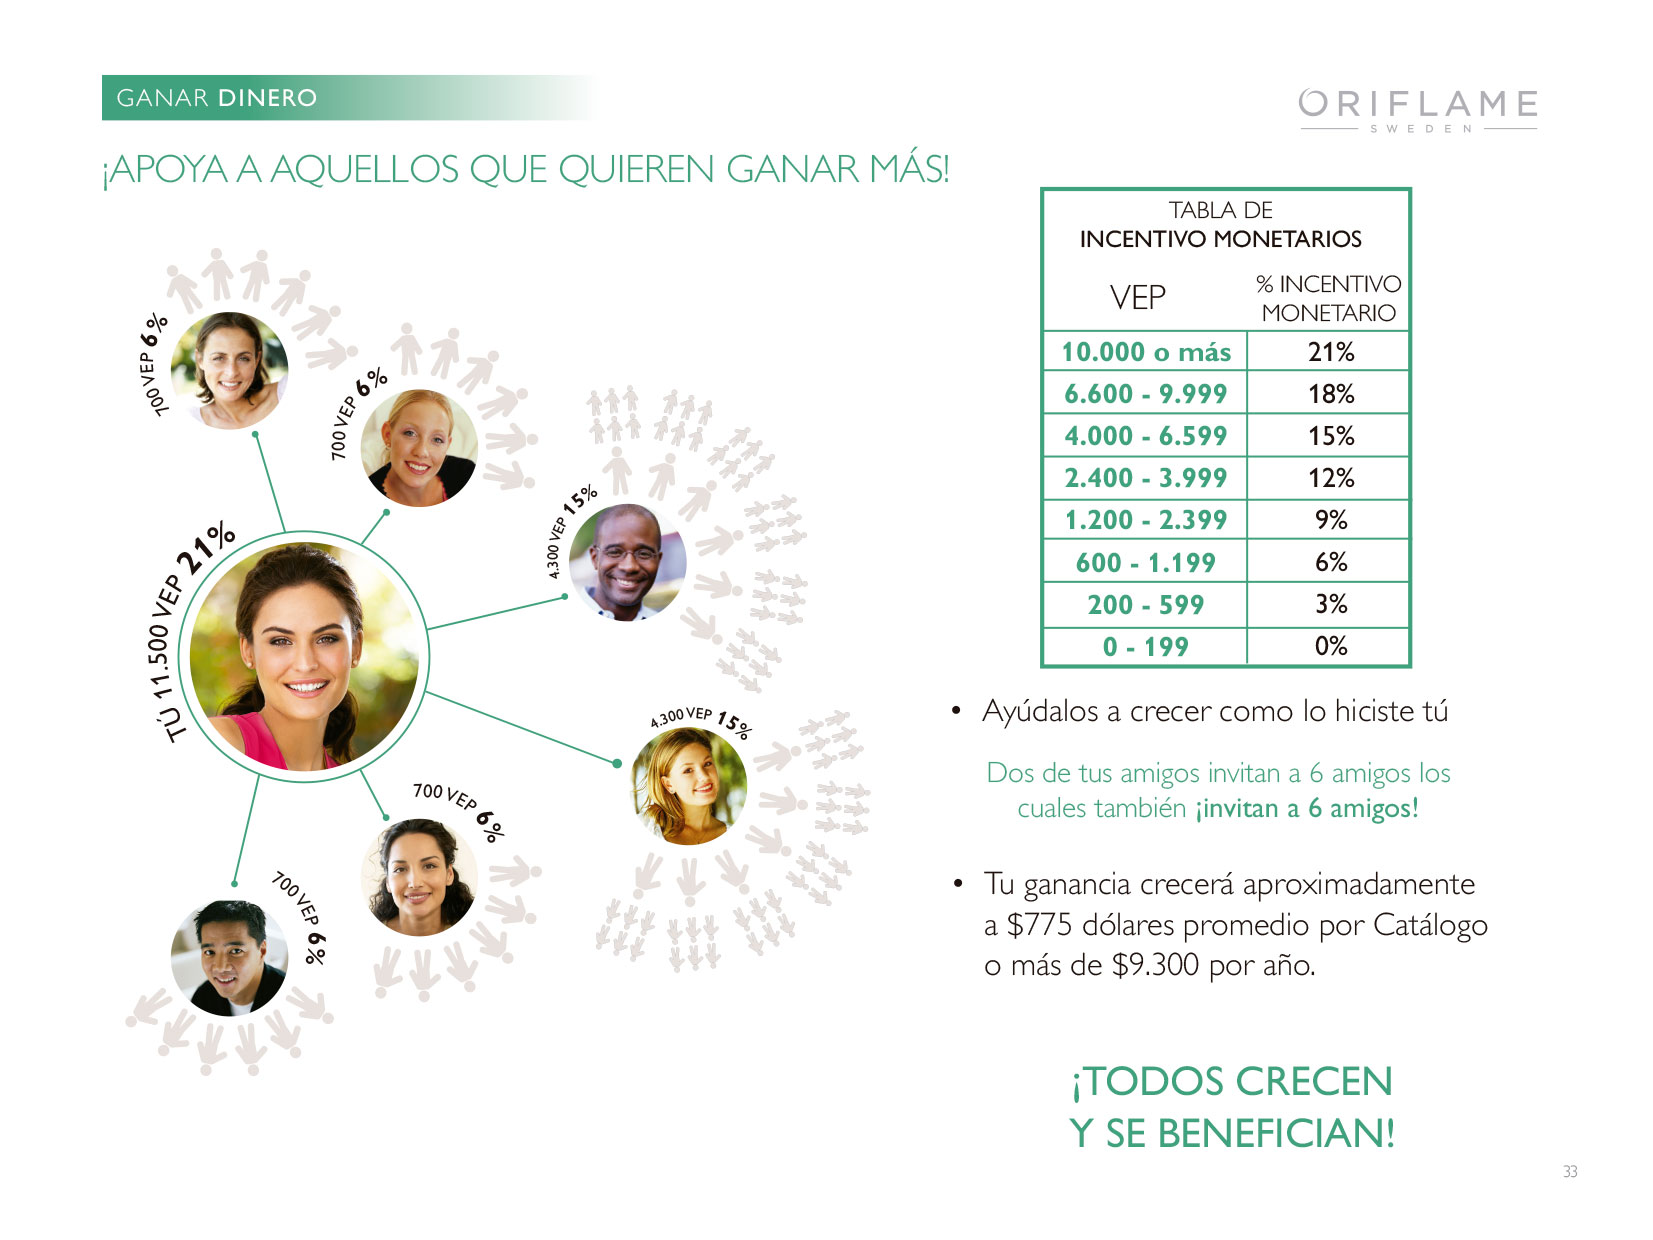 GANAR DINERO
ORIFLAME
SWEDEN
¡APOYA A AQUELLOS QUE QUIEREN GANAR MÁS!
700 VEP 6%
700 VEP 6%
4.300 VEP 15%
TÚ 11.500 VEP 21%
4.300 VEP 15%
700 VEP 6%
700 VEP 6%
TABLA DE
INCENTIVO MONETARIOS
VEP
% INCENTIVO
MONETARIO
10.000 o más 21%
6.600 - 9.999 18%
4.000 - 6.599 15%
2.400 - 3.999 12%
1.200 - 2.399 9%
600 - 1.199 6%
200 - 599 3%
0 - 199 0%
• Ayúdalos a crecer como lo hiciste tú
Dos de tus amigos invitan a 6 amigos los
cuales también ¡invitan a 6 amigos!
• Tu ganancia crecerá aproximadamente
a $775 dólares promedio por Catálogo
o más de $9.300 por año.
¡TODOS CRECEN
Y SE BENEFICIAN!
33